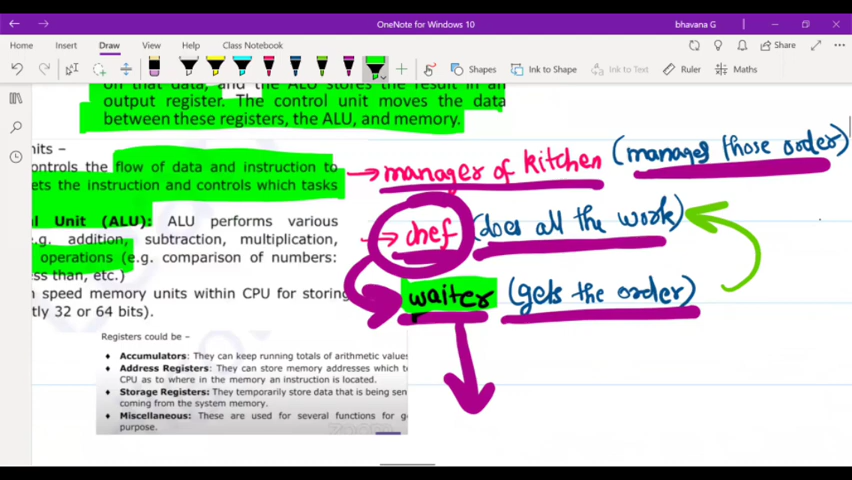 OneNote for Windows 10
bhavana G
Home Insert Draw View Help Class Notebook
Share
Shapes Ink to Shape Ink to Text Ruler Maths
on that data, and the ALU stores the result in an
output register. The control unit moves the data
between these registers, the ALU, and memory.
nits –
ontrols the flow of data and instruction to
ets the instruction and controls which tasks
→ manager of kitchen (manages those order)
al Unit (ALU): ALU performs various
e.g. addition, subtraction, multiplication,
operations (e.g. comparison of numbers:
ess than, etc.)
→ chef (does all the work)
h speed memory units within CPU for storing
tly 32 or 64 bits).
waiter (gets the order)
Registers could be –
♦ Accumulators: They can keep running totals of arithmetic values
♦ Address Registers: They can store memory addresses which t
CPU as to where in the memory an instruction is located.
♦ Storage Registers: They temporarily store data that is being sen
coming from the system memory.
♦ Miscellaneous: These are used for several functions for g
purpose.